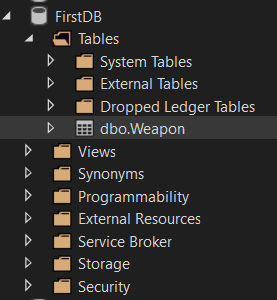 FirstDB
Tables
System Tables
External Tables
Dropped Ledger Tables
dbo.Weapon
Views
Synonyms
Programmability
External Resources
Service Broker
Storage
Security